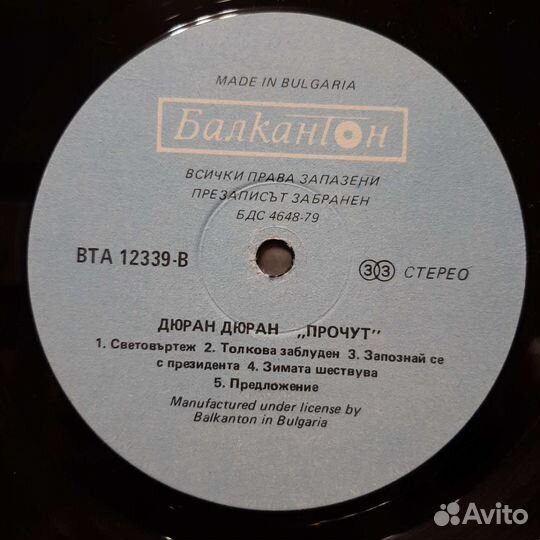 MADE IN BULGARIA
Балкантон
ВСИЧКИ ПРАВА ЗАПАЗЕНИ
ПРЕЗАПИСЪТ ЗАБРАНЕН
БДС 4648-79
ВТА 12339-В
33 СТЕРЕО
ДЮРАН ДЮРАН „ПРОЧУТ"
1. Световъртеж 2. Толкова заблуден 3. Запознай се
с президента 4. Зимата шествува
5. Предложение
Manufactured under license by
Balkanton in Bulgaria
Avito